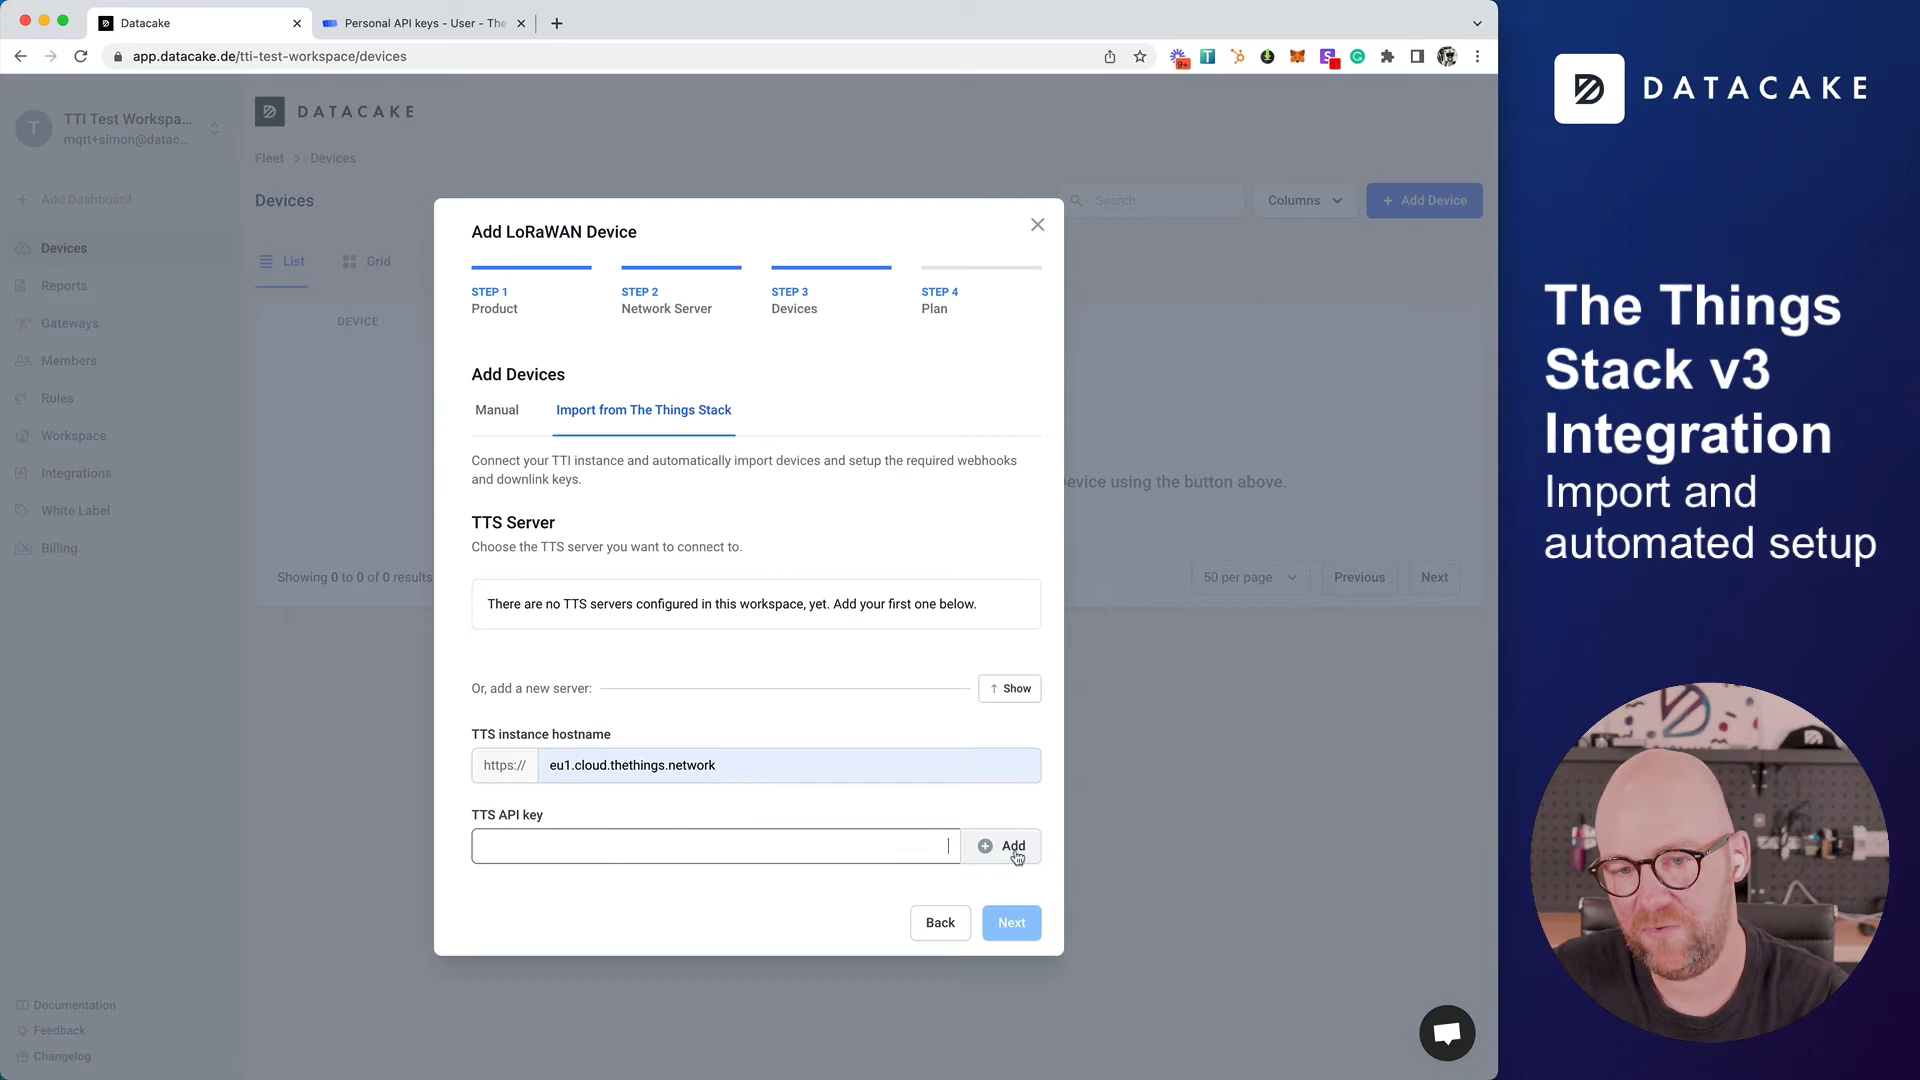 Datacake
Personal API keys - User - The
app.datacake.de/tti-test-workspace/devices
9+
T
S
1
T
TTI Test Workspa...
mqtt+simon@datac...
DATACAKE
Fleet > Devices
Add Dashboard
Devices
Search
Columns
+ Add Device
Devices
List
Grid
Reports
Gateways
Members
Rules
Workspace
Integrations
White Label
Billing
DEVICE
evice using the button above.
Showing 0 to 0 of 0 results
50 per page
Previous
Next
Documentation
Feedback
Changelog
Add LoRaWAN Device
STEP 1
Product
STEP 2
Network Server
STEP 3
Devices
STEP 4
Plan
Add Devices
Manual
Import from The Things Stack
Connect your TTI instance and automatically import devices and setup the required webhooks
and downlink keys.
TTS Server
Choose the TTS server you want to connect to.
There are no TTS servers configured in this workspace, yet. Add your first one below.
Or, add a new server:
↑ Show
TTS instance hostname
https://
eu1.cloud.thethings.network
TTS API key
Add
Back
Next
DATACAKE
The Things
Stack v3
Integration
Import and
automated setup